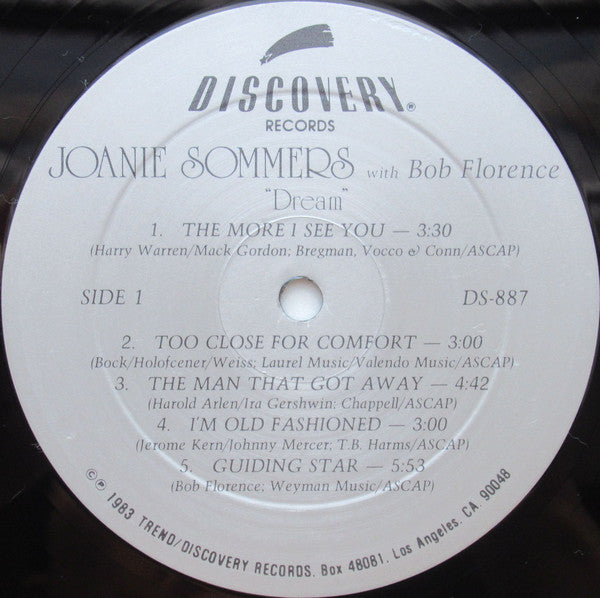 DISCOVERY®
RECORDS
JOANIE SOMMERS with Bob Florence
"Dream"
1. THE MORE I SEE YOU — 3:30
(Harry Warren/Mack Gordon; Bregman, Vocco & Conn/ASCAP)
SIDE 1 DS-887
2. TOO CLOSE FOR COMFORT — 3:00
(Bock/Holofcener/Weiss; Laurel Music/Valendo Music/ASCAP)
3. THE MAN THAT GOT AWAY — 4:42
(Harold Arlen/Ira Gershwin; Chappell/ASCAP)
4. I'M OLD FASHIONED — 3:00
(Jerome Kern/Johnny Mercer; T.B. Harms/ASCAP)
5. GUIDING STAR — 5:53
(Bob Florence; Weyman Music/ASCAP)
©℗ 1983 TREND/DISCOVERY RECORDS. Box 48081. Los Angeles. CA. 90048